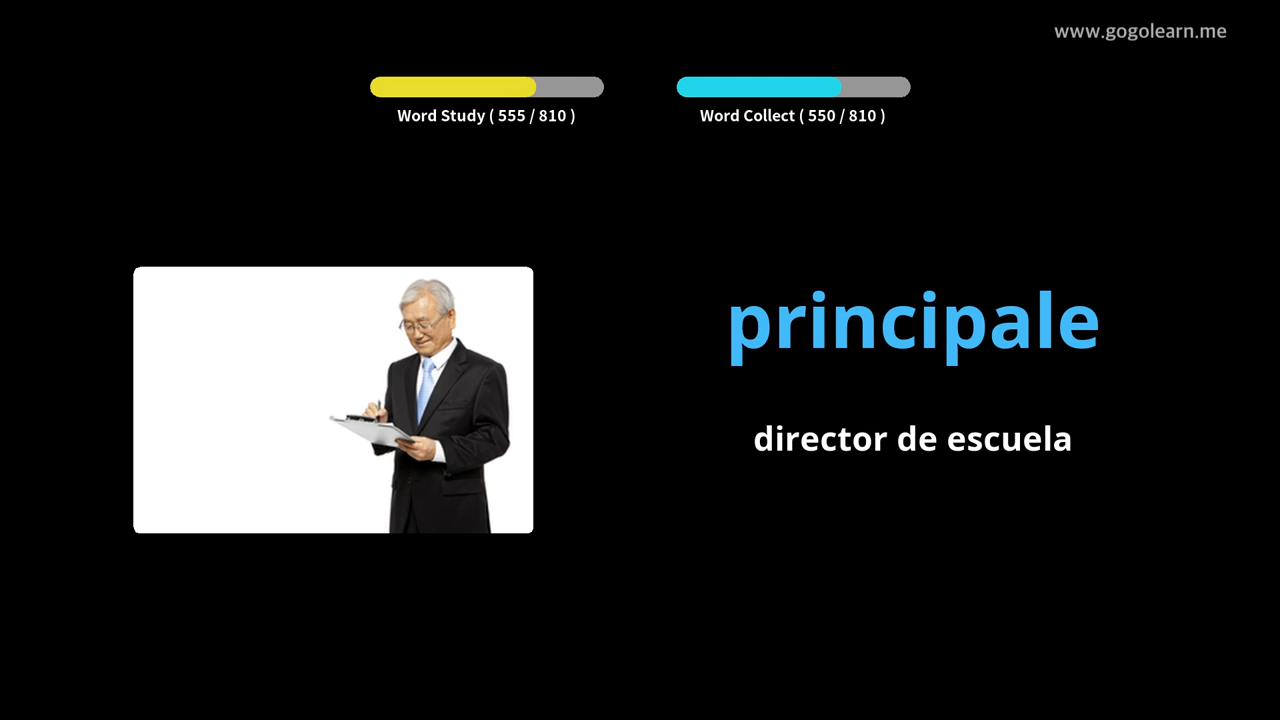 www.gogolearn.me
Word Study ( 555 / 810 )
Word Collect ( 550 / 810 )
principale
director de escuela